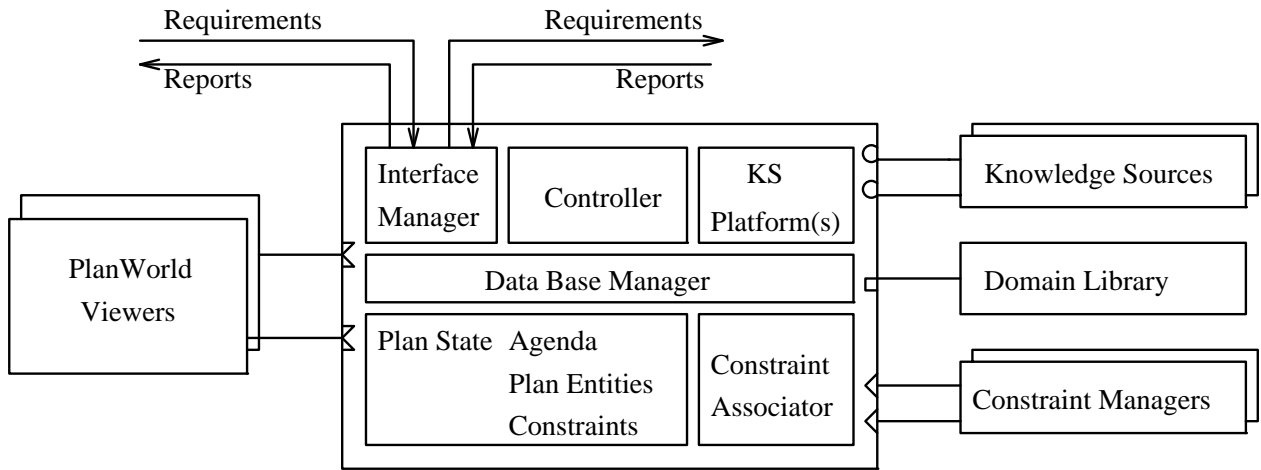 Requirements
Requirements
Reports
Reports
Interface
Manager
Controller
KS
Platform(s)
Knowledge Sources
PlanWorld
Viewers
Data Base Manager
Domain Library
Plan State Agenda
Plan Entities
Constraints
Constraint
Associator
Constraint Managers